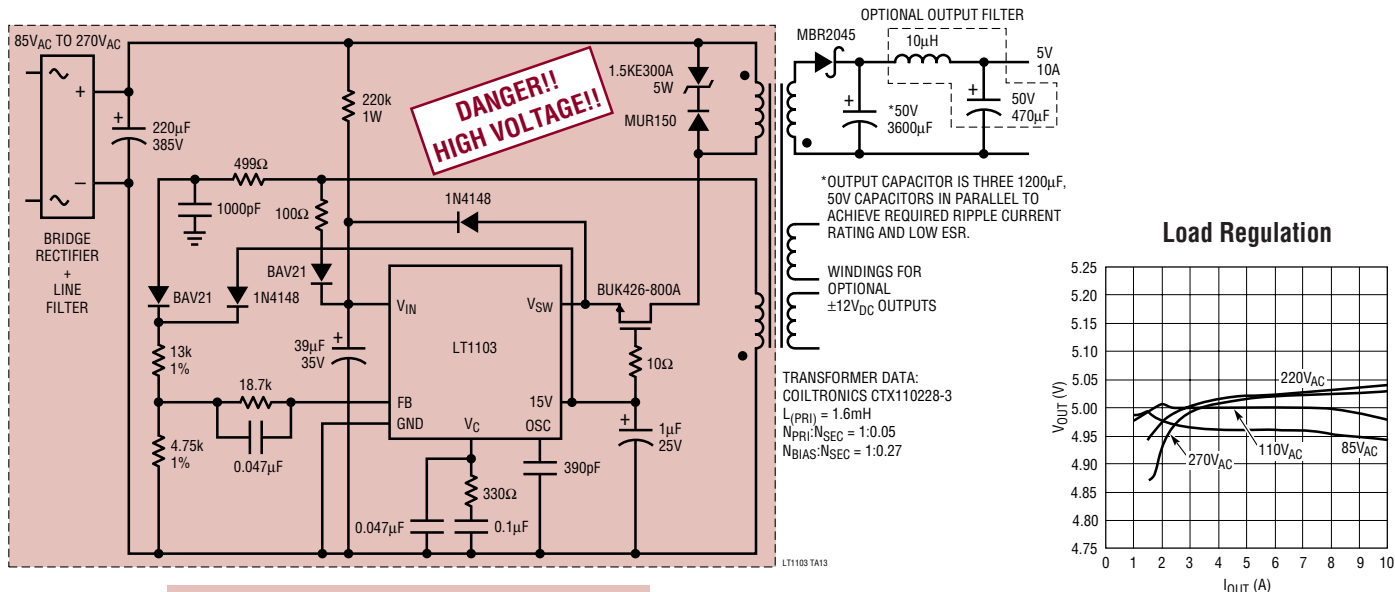 85VAC TO 270VAC
+
−
BRIDGE
RECTIFIER
+
LINE
FILTER
+
220µF
385V
220k
1W
DANGER!!
HIGH VOLTAGE!!
1.5KE300A
5W
MUR150
499Ω
1000pF
100Ω
1N4148
BAV21
BAV21
1N4148
13k
1%
18.7k
0.047µF
4.75k
1%
+
39µF
35V
VIN
VSW
LT1103
FB
GND
15V
VC
OSC
BUK426-800A
10Ω
+
1µF
25V
390pF
330Ω
0.047µF
0.1µF
LT1103 TA13
OPTIONAL OUTPUT FILTER
MBR2045
10µH
5V
10A
+
*50V
3600µF
+
50V
470µF
*OUTPUT CAPACITOR IS THREE 1200µF,
50V CAPACITORS IN PARALLEL TO
ACHIEVE REQUIRED RIPPLE CURRENT
RATING AND LOW ESR.
WINDINGS FOR
OPTIONAL
±12VDC OUTPUTS
TRANSFORMER DATA:
COILTRONICS CTX110228-3
L(PRI) = 1.6mH
NPRI:NSEC = 1:0.05
NBIAS:NSEC = 1:0.27
Load Regulation
VOUT (V)
5.25
5.20
5.15
5.10
5.05
5.00
4.95
4.90
4.85
4.80
4.75
220VAC
110VAC
85VAC
270VAC
0 1 2 3 4 5 6 7 8 9 10
IOUT (A)